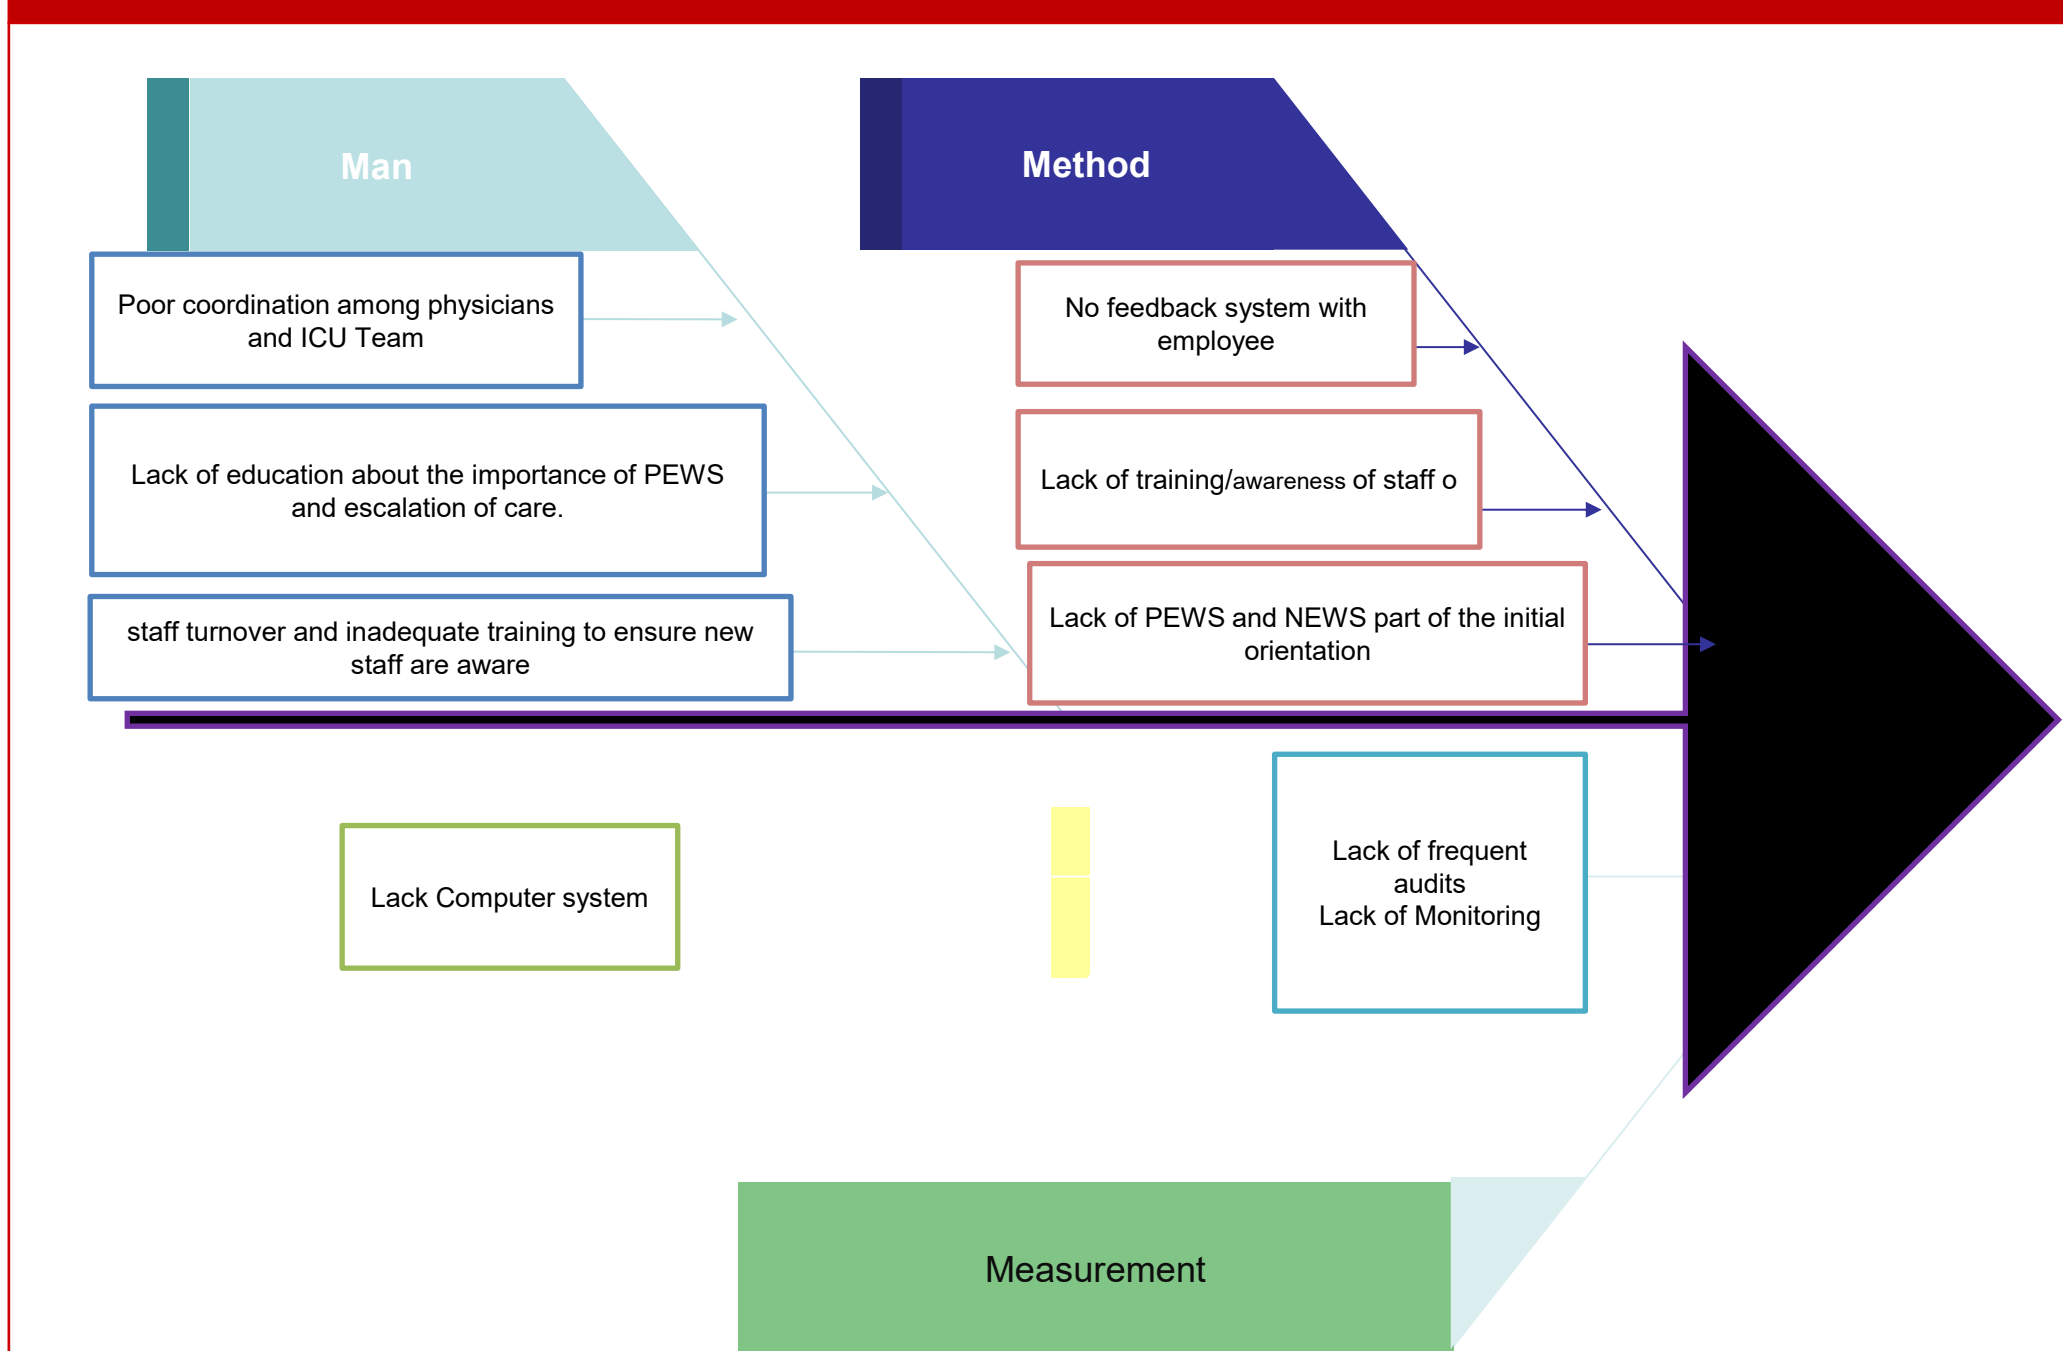 Man
Method
Poor coordination among physicians
and ICU Team
No feedback system with
employee
Lack of education about the importance of PEWS
and escalation of care.
Lack of training/awareness of staff o
staff turnover and inadequate training to ensure new
staff are aware
Lack of PEWS and NEWS part of the initial
orientation
Lack Computer system
Lack of frequent
audits
Lack of Monitoring
Measurement